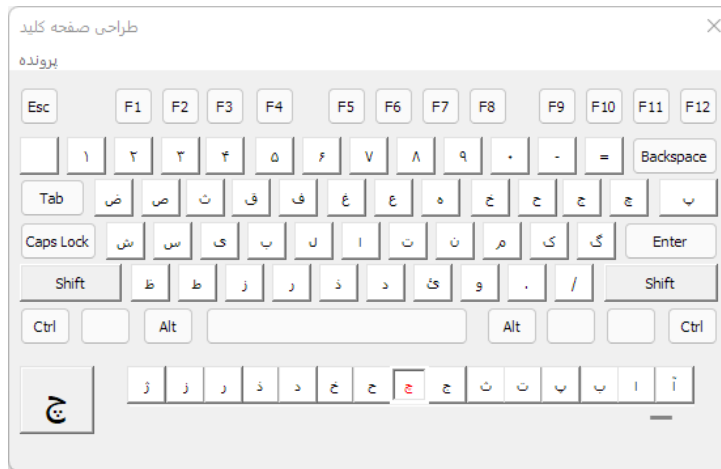 طراحی صفحه کلید
پرونده
Esc F1 F2 F3 F4 F5 F6 F7 F8 F9 F10 F11 F12
۱ ۲ ۳ ۴ ۵ ۶ ۷ ۸ ۹ ۰ - = Backspace
Tab ض ص ث ق ف غ ع ه خ ح ج چ پ
Caps Lock ش س ی ب ل ا ت ن م ک گ Enter
Shift ظ ط ز ر ذ د ئ و . / Shift
Ctrl Alt Alt Ctrl
آ ا ب پ ت ث ج چ ح خ د ذ ر ز ژ
چ